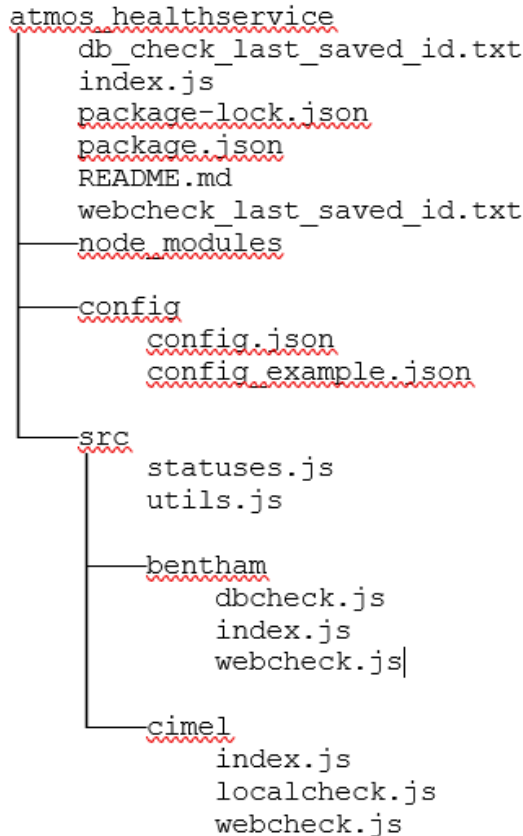 atmos_healthservice
db_check_last_saved_id.txt
index.js
package-lock.json
package.json
README.md
webcheck_last_saved_id.txt
node_modules
config
config.json
config_example.json
src
statuses.js
utils.js
bentham
dbcheck.js
index.js
webcheck.js
cimel
index.js
localcheck.js
webcheck.js